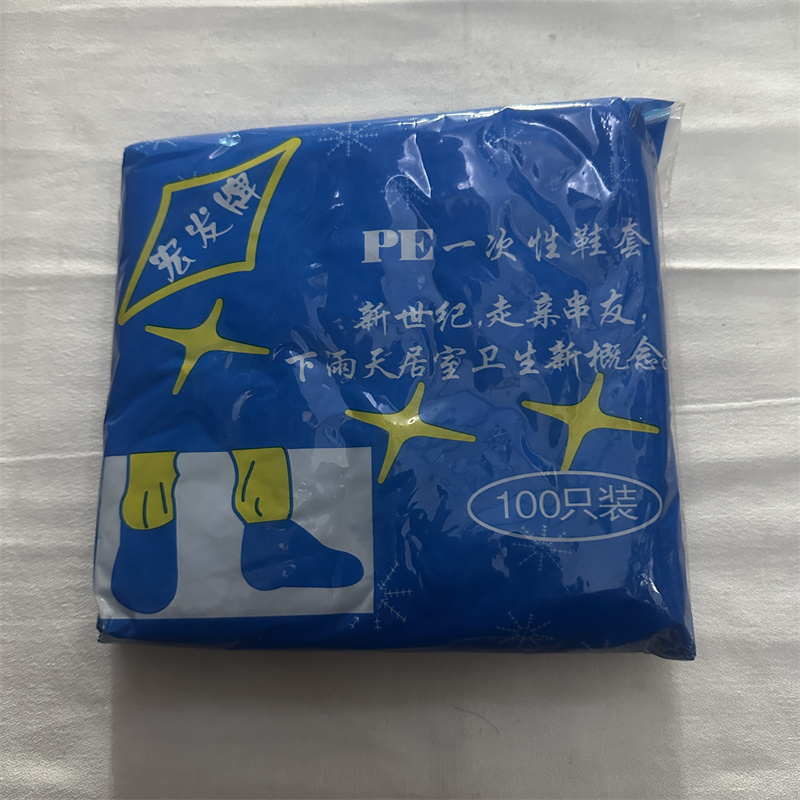 宏发牌
PE一次性鞋套
新世纪,走亲串友,
下雨天居室卫生新概念。
100只装